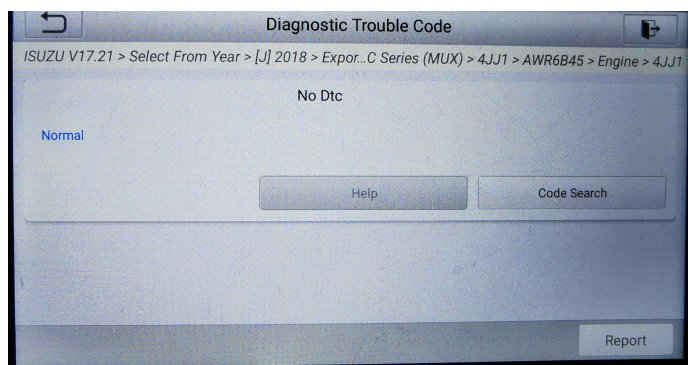 Diagnostic Trouble Code
ISUZU V17.21 > Select From Year > [J] 2018 > Expor...C Series (MUX) > 4JJ1 > AWR6B45 > Engine > 4JJ1
No Dtc
Normal
Help
Code Search
Report